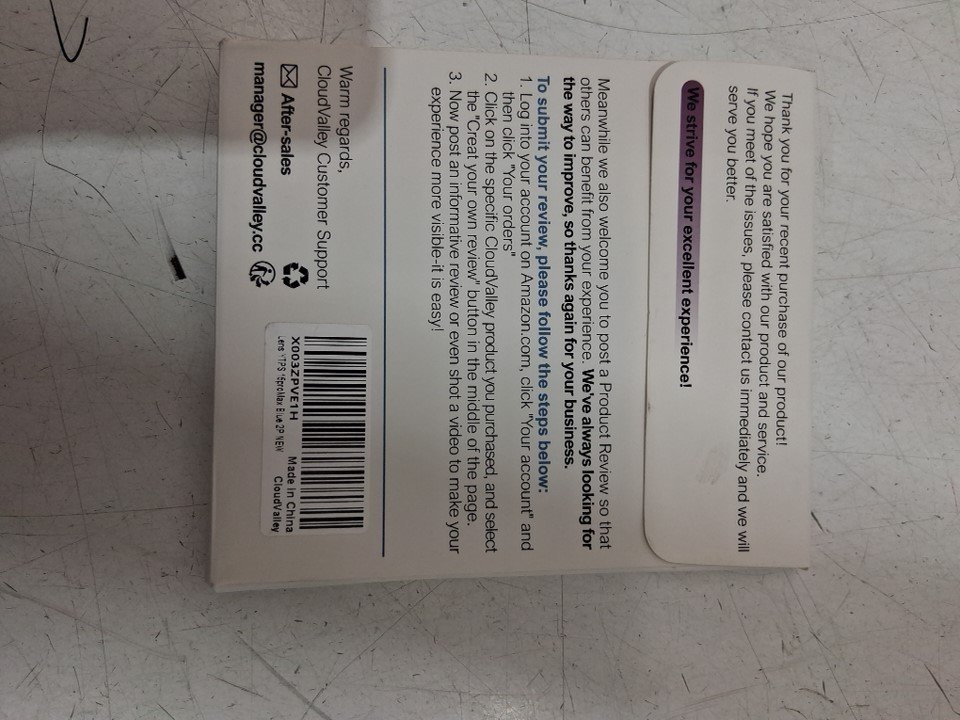 Thank you for your recent purchase of our product!
We hope you are satisfied with our product and service.
If you meet of the issues, please contact us immediately and we will
serve you better.
We strive for your excellent experience!
Meanwhile we also welcome you to post a Product Review so that
others can benefit from your experience. We've always looking for
the way to improve, so thanks again for your business.
To submit your review, please follow the steps below:
1. Log into your account on Amazon.com, click "Your account" and
then click "Your orders"
2. Click on the specific CloudValley product you purchased, and select
the "Creat your own review" button in the middle of the page.
3. Now post an informative review or even shot a video to make your
experience more visible-it is easy!
Warm regards,
CloudValley Customer Support
After-sales
manager@cloudvalley.cc
X003ZPVE1H Made in China
Lens +TPS 15proMax Blue 2P NEW CloudValley